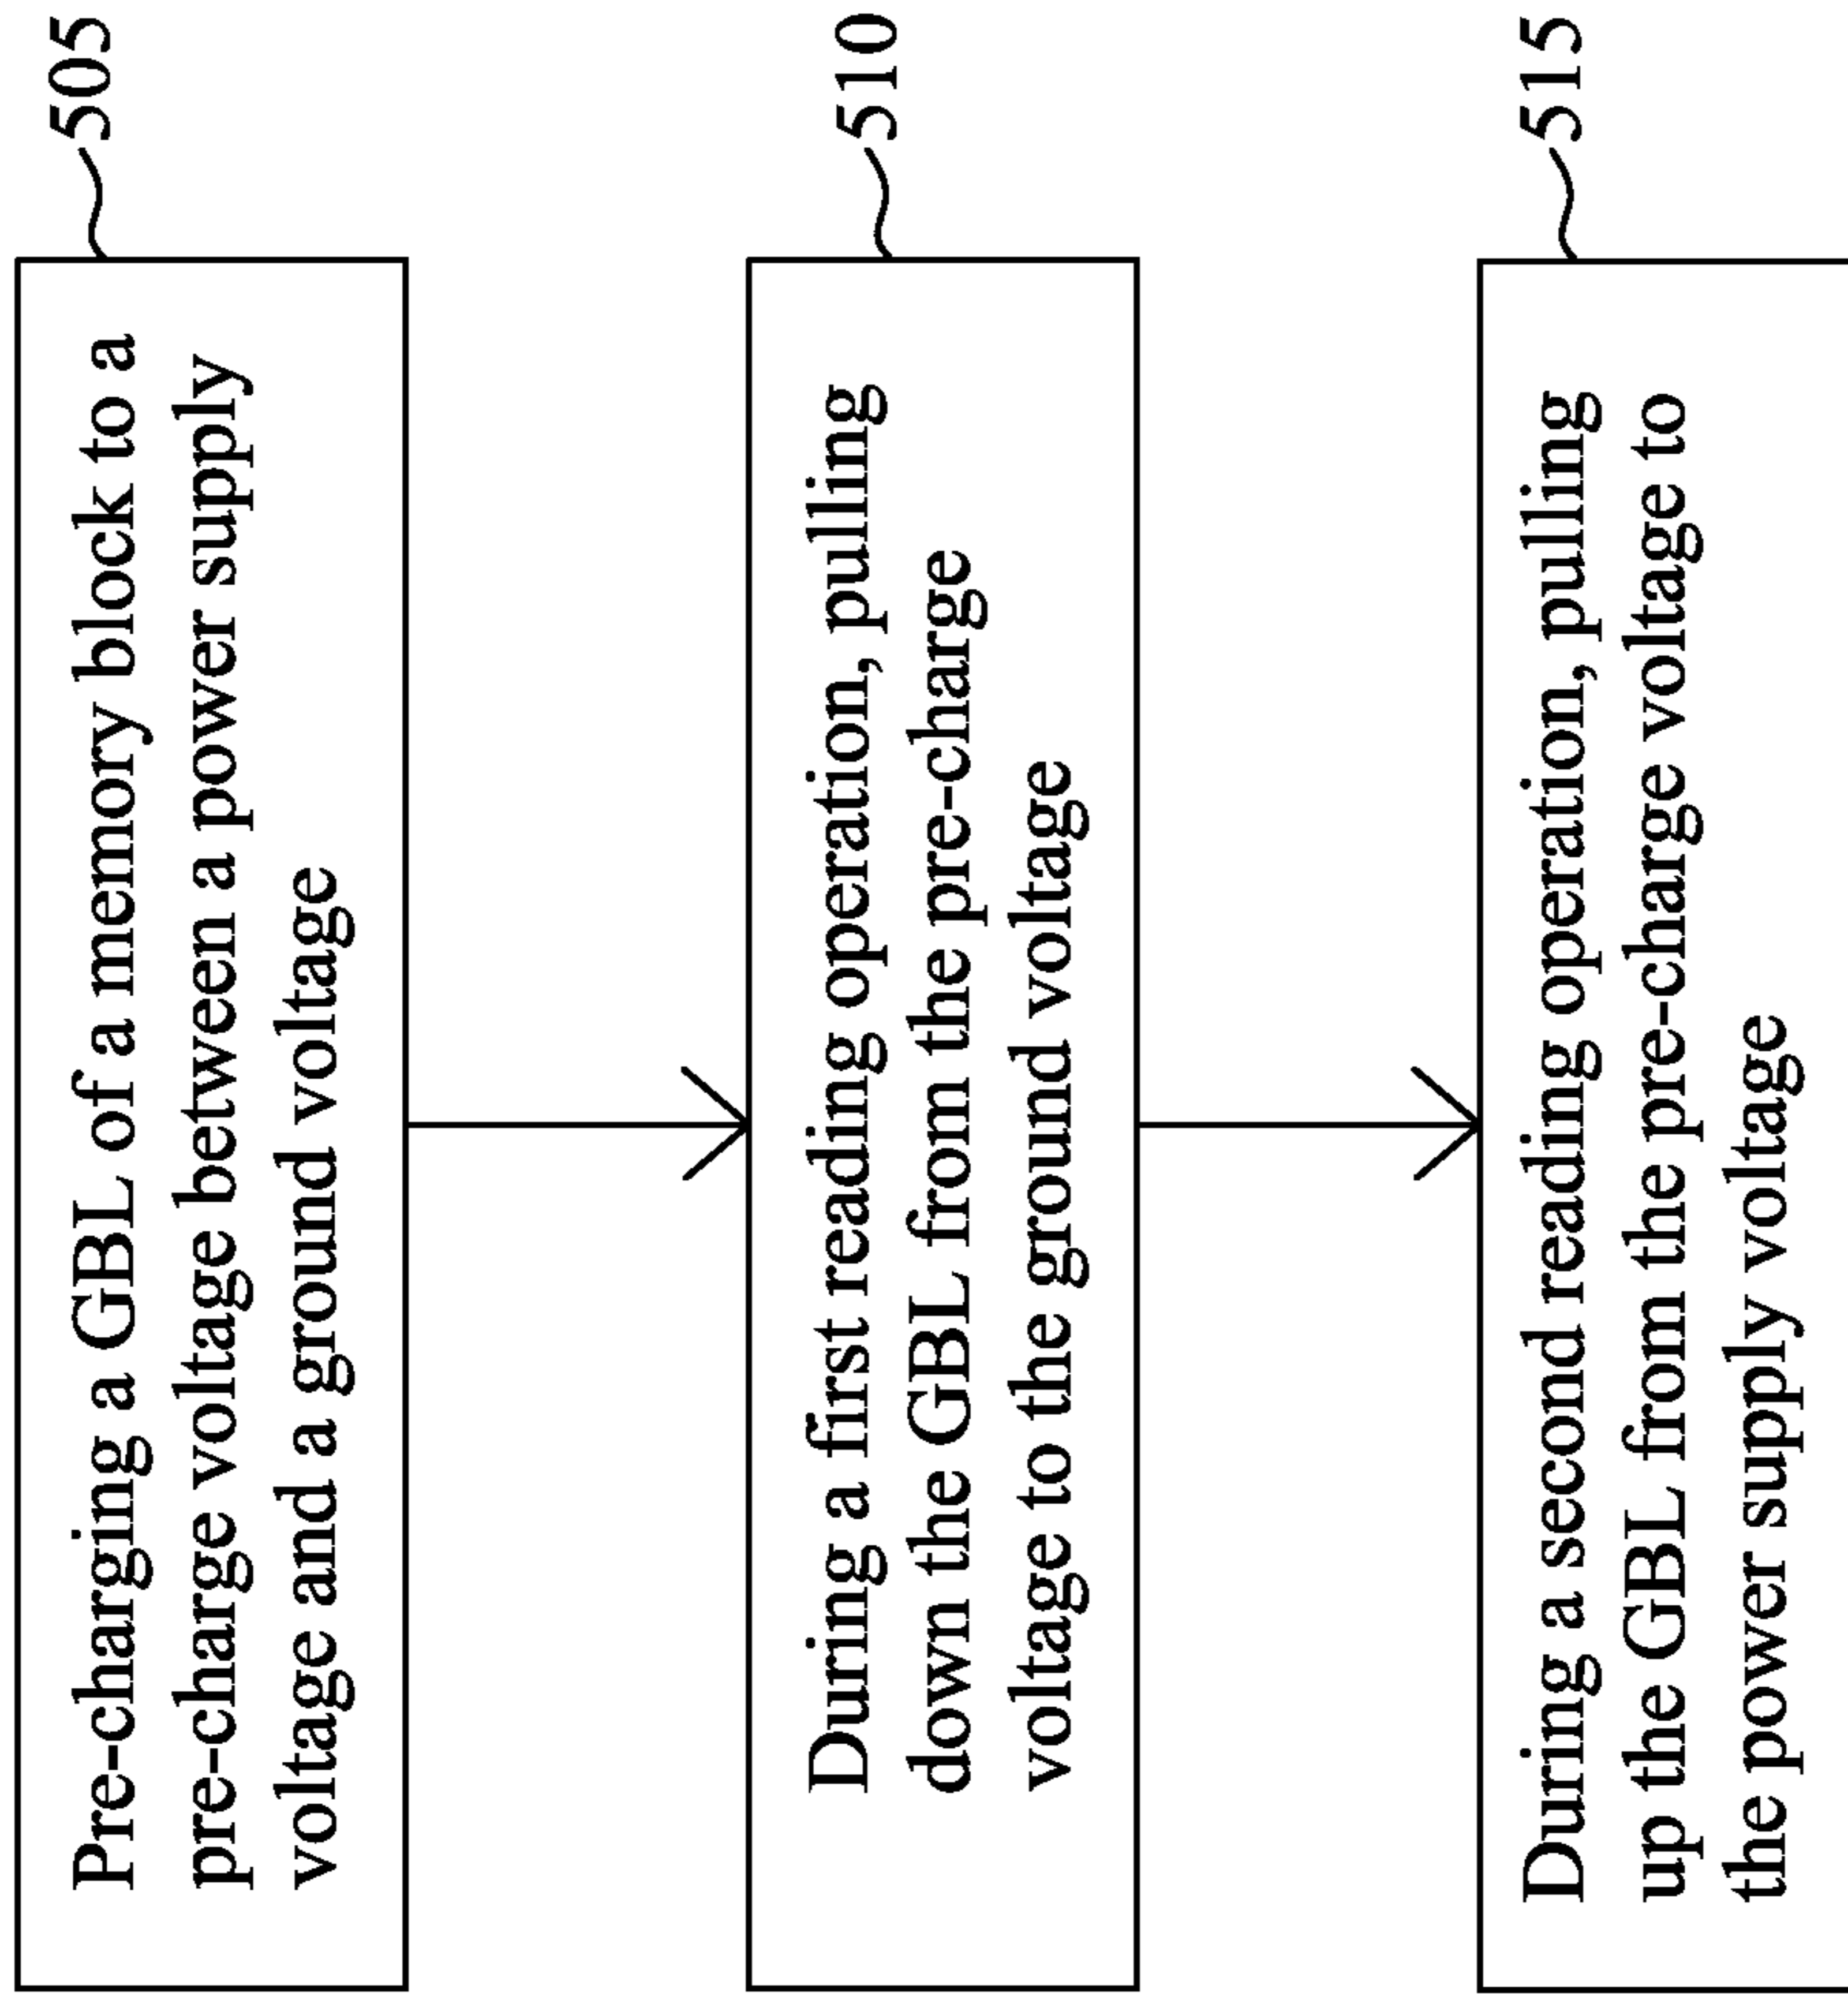 505
Pre-charging a GBL of a memory block to a
pre-charge voltage between a power supply
voltage and a ground voltage
510
During a first reading operation, pulling
down the GBL from the pre-charge
voltage to the ground voltage
515
During a second reading operation, pulling
up the GBL from the pre-charge voltage to
the power supply voltage